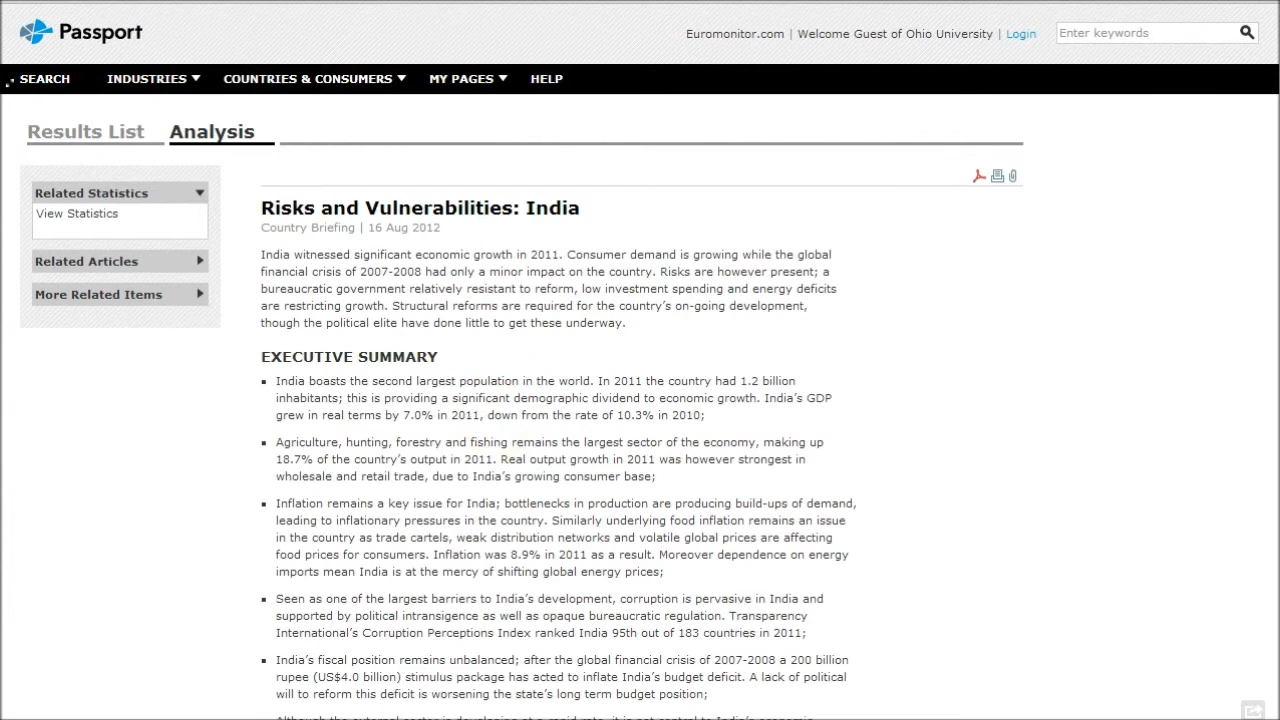 Passport
Euromonitor.com | Welcome Guest of Ohio University | Login
Enter keywords
SEARCH INDUSTRIES COUNTRIES & CONSUMERS MY PAGES HELP
Results List Analysis
Related Statistics
View Statistics
Related Articles
More Related Items
Risks and Vulnerabilities: India
Country Briefing | 16 Aug 2012
India witnessed significant economic growth in 2011. Consumer demand is growing while the global
financial crisis of 2007-2008 had only a minor impact on the country. Risks are however present; a
bureaucratic government relatively resistant to reform, low investment spending and energy deficits
are restricting growth. Structural reforms are required for the country's on-going development,
though the political elite have done little to get these underway.
EXECUTIVE SUMMARY
▪ India boasts the second largest population in the world. In 2011 the country had 1.2 billion
inhabitants; this is providing a significant demographic dividend to economic growth. India's GDP
grew in real terms by 7.0% in 2011, down from the rate of 10.3% in 2010;
▪ Agriculture, hunting, forestry and fishing remains the largest sector of the economy, making up
18.7% of the country's output in 2011. Real output growth in 2011 was however strongest in
wholesale and retail trade, due to India's growing consumer base;
▪ Inflation remains a key issue for India; bottlenecks in production are producing build-ups of demand,
leading to inflationary pressures in the country. Similarly underlying food inflation remains an issue
in the country as trade cartels, weak distribution networks and volatile global prices are affecting
food prices for consumers. Inflation was 8.9% in 2011 as a result. Moreover dependence on energy
imports mean India is at the mercy of shifting global energy prices;
▪ Seen as one of the largest barriers to India's development, corruption is pervasive in India and
supported by political intransigence as well as opaque bureaucratic regulation. Transparency
International's Corruption Perceptions Index ranked India 95th out of 183 countries in 2011;
▪ India's fiscal position remains unbalanced; after the global financial crisis of 2007-2008 a 200 billion
rupee (US$4.0 billion) stimulus package has acted to inflate India's budget deficit. A lack of political
will to reform this deficit is worsening the state's long term budget position;